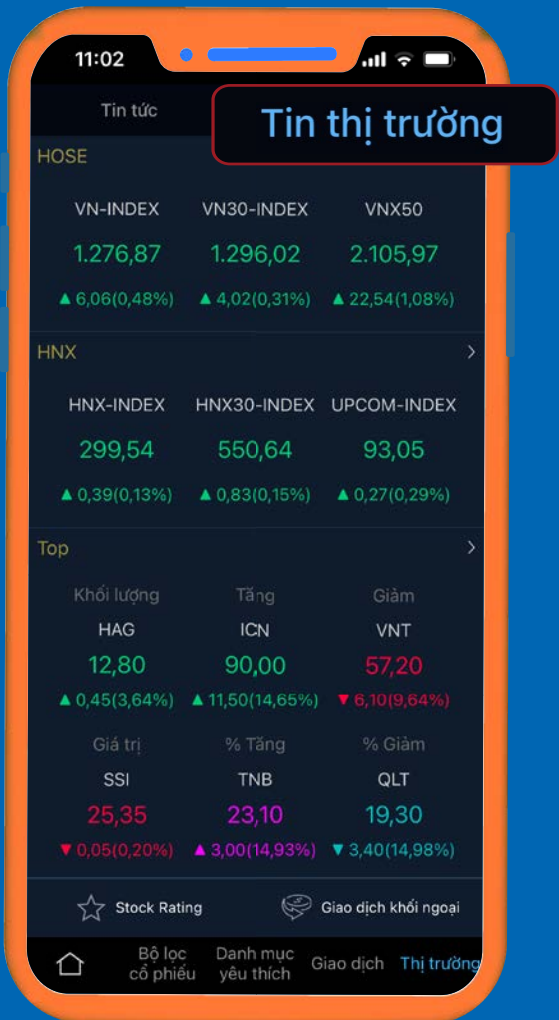 11:02
Tin tức
Tin thị trường
HOSE
VN-INDEX VN30-INDEX VNX50
1.276,87 1.296,02 2.105,97
▲ 6,06(0,48%) ▲ 4,02(0,31%) ▲ 22,54(1,08%)
HNX >
HNX-INDEX HNX30-INDEX UPCOM-INDEX
299,54 550,64 93,05
▲ 0,39(0,13%) ▲ 0,83(0,15%) ▲ 0,27(0,29%)
Top >
Khối lượng Tăng Giảm
HAG ICN VNT
12,80 90,00 57,20
▲ 0,45(3,64%) ▲ 11,50(14,65%) ▼ 6,10(9,64%)
Giá trị % Tăng % Giảm
SSI TNB QLT
25,35 23,10 19,30
▼ 0,05(0,20%) ▲ 3,00(14,93%) ▼ 3,40(14,98%)
Stock Rating Giao dịch khối ngoại
Bộ lọc Danh mục Giao dịch Thị trường
cổ phiếu yêu thích